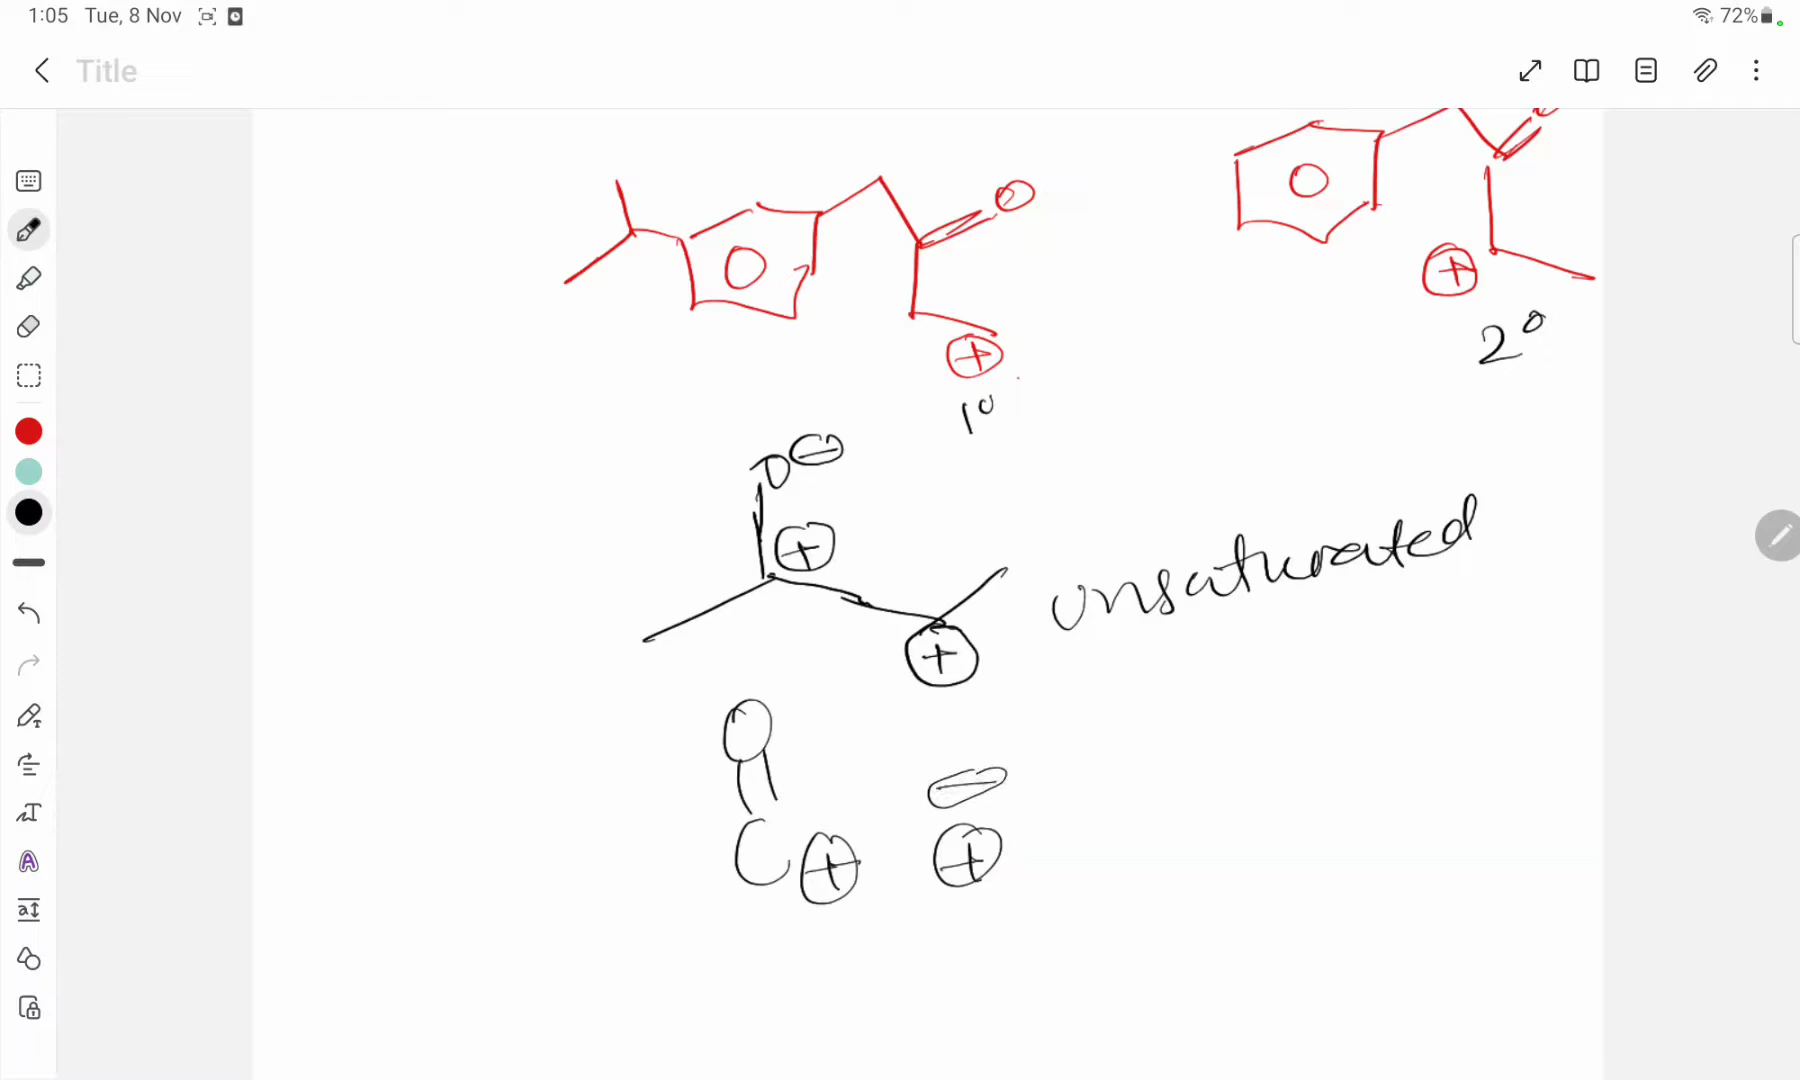 1:05 Tue, 8 Nov
72%
Title
O
O
O
⊕
2°
⊕
1°
O⊖
⊕
unsaturated
⊕
O
⊖
C ⊕ ⊕